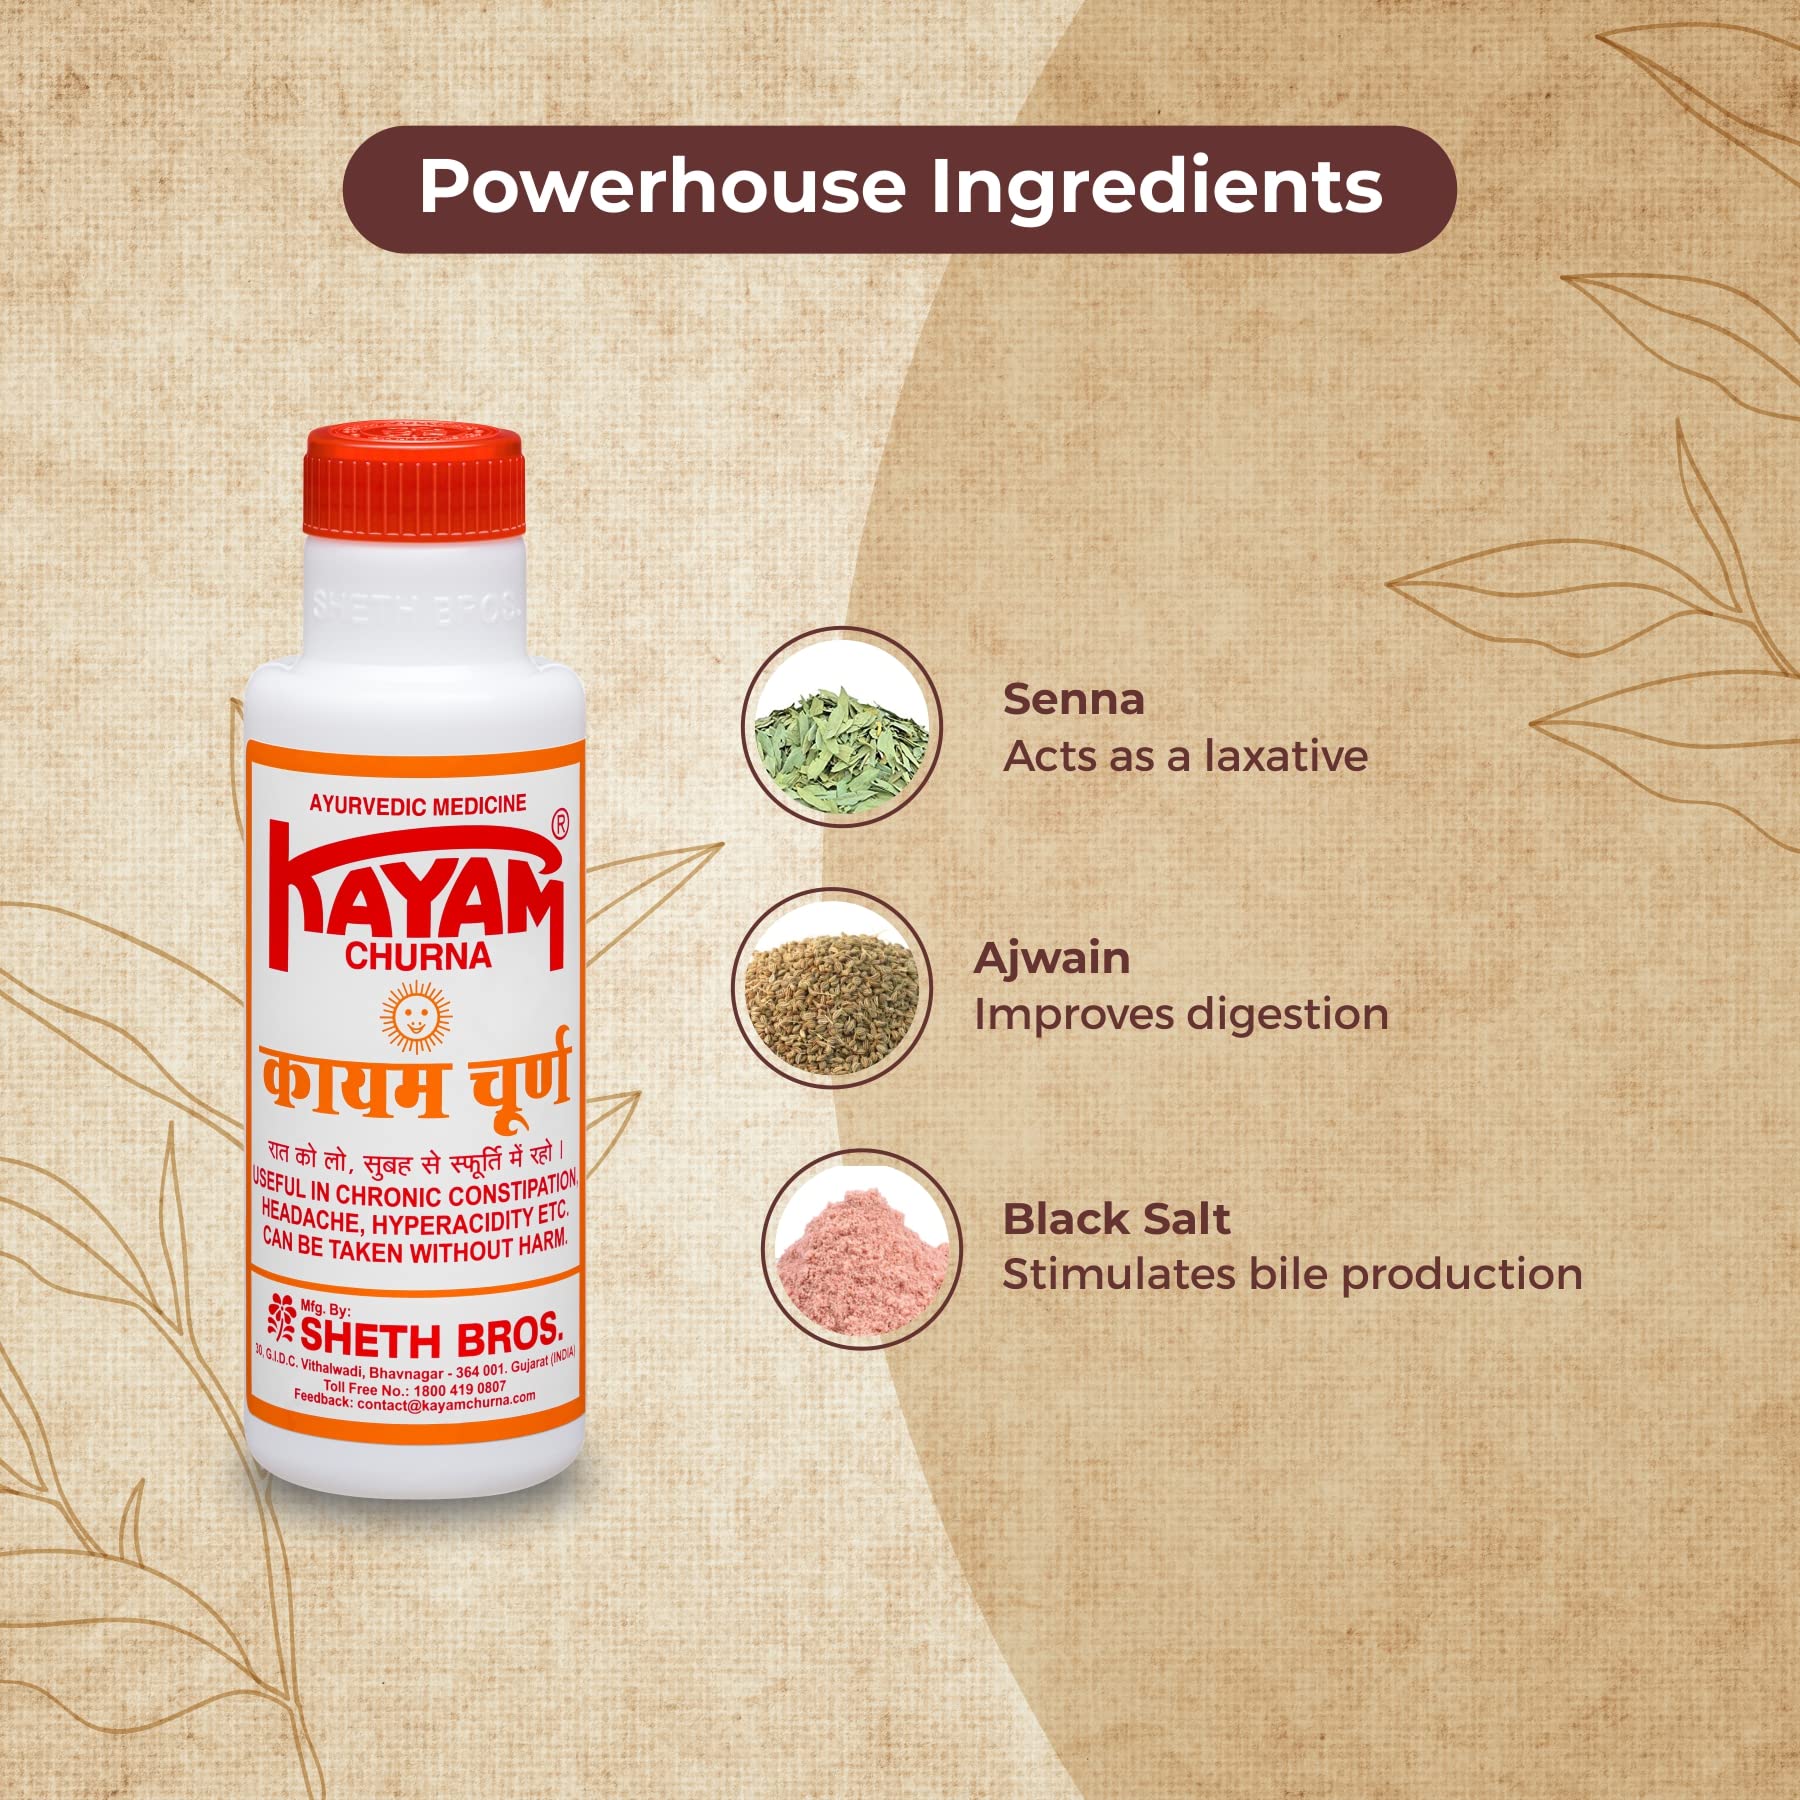 Powerhouse Ingredients
SHETH BROS.
AYURVEDIC MEDICINE
KAYAM®
CHURNA
कायम चूर्ण
रात को लो, सुबह से स्फूर्ति में रहो।
USEFUL IN CHRONIC CONSTIPATION,
HEADACHE, HYPERACIDITY ETC.
CAN BE TAKEN WITHOUT HARM.
Mfg. By:
SHETH BROS.
30, G.I.D.C. Vithalwadi, Bhavnagar - 364 001. Gujarat (INDIA)
Toll Free No.: 1800 419 0807
Feedback: contact@kayamchurna.com
Senna
Acts as a laxative
Ajwain
Improves digestion
Black Salt
Stimulates bile production